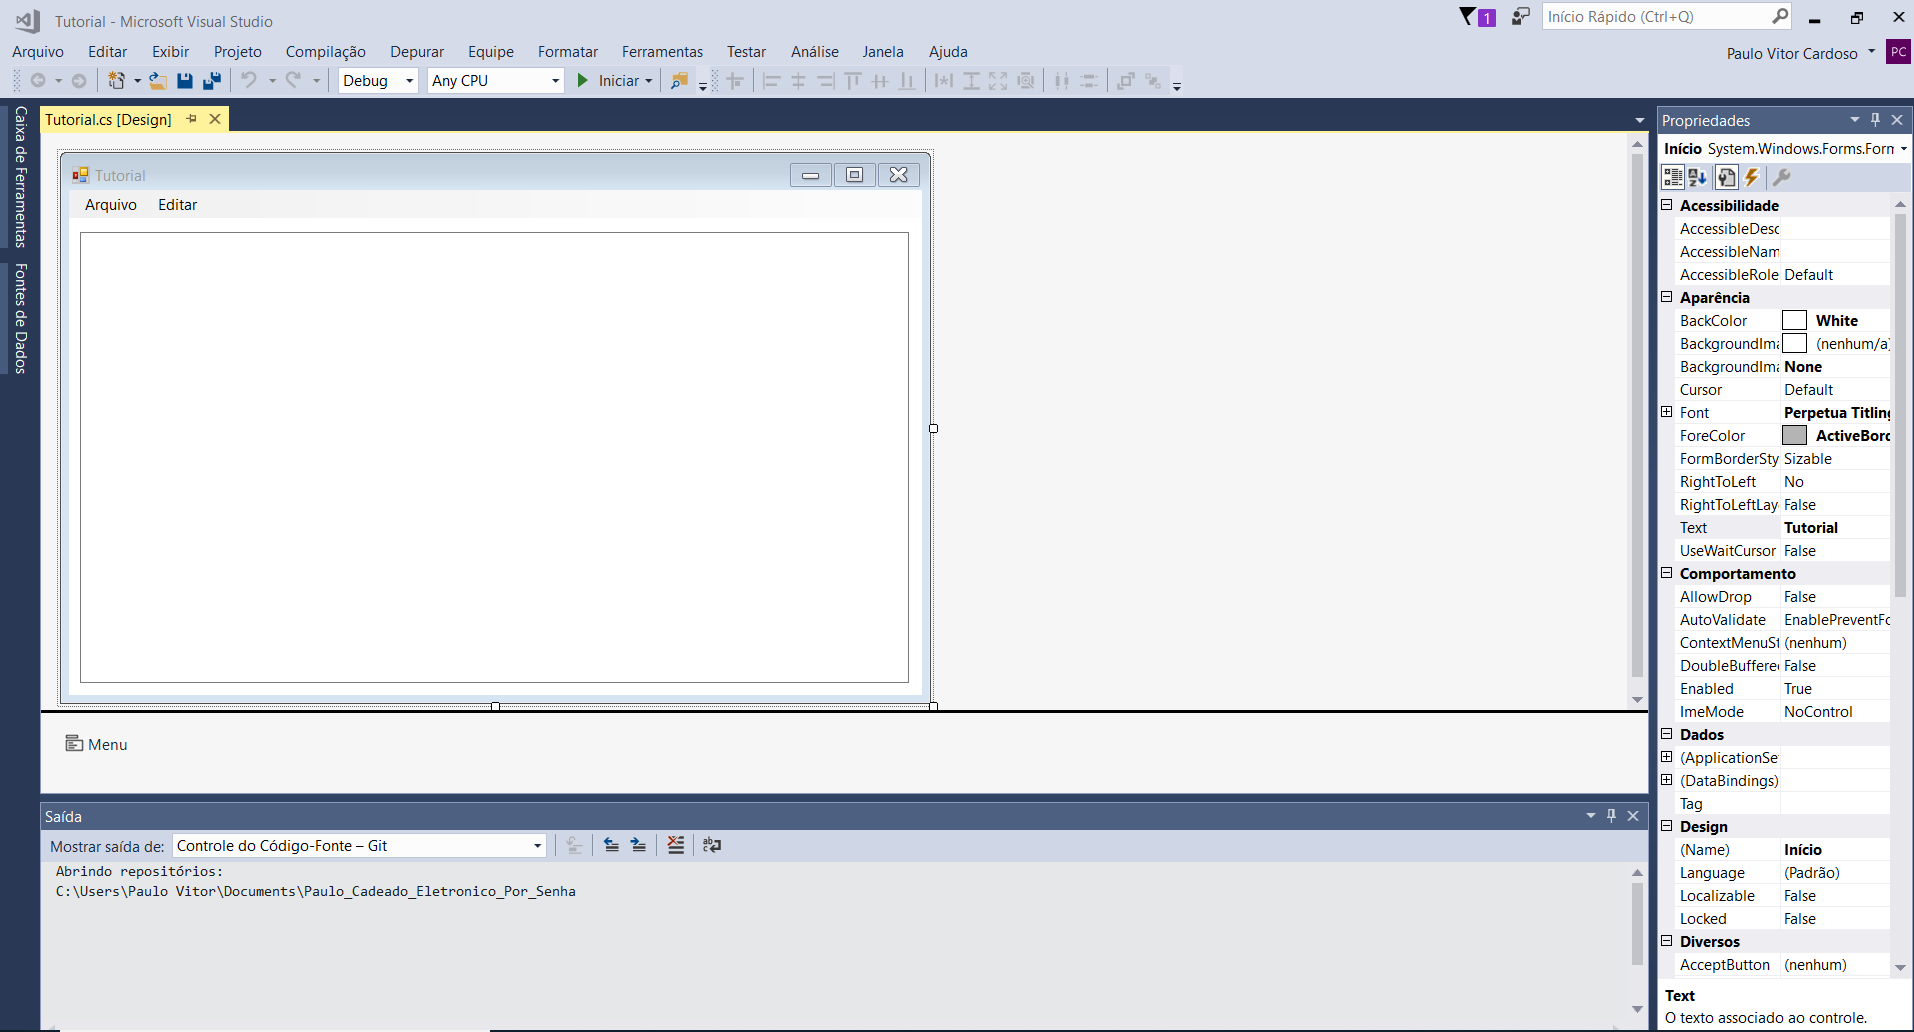 Tutorial - Microsoft Visual Studio
1
Início Rápido (Ctrl+Q)
Arquivo Editar Exibir Projeto Compilação Depurar Equipe Formatar Ferramentas Testar Análise Janela Ajuda
Paulo Vitor Cardoso PC
Debug Any CPU Iniciar
Caixa de Ferramentas
Fontes de Dados
Tutorial.cs [Design]
Tutorial
Arquivo Editar
Menu
Saída
Mostrar saída de: Controle do Código-Fonte – Git
Abrindo repositórios:
C:\Users\Paulo Vitor\Documents\Paulo_Cadeado_Eletronico_Por_Senha
Propriedades
Início System.Windows.Forms.Form
Acessibilidade
AccessibleDesc
AccessibleNam
AccessibleRole Default
Aparência
BackColor White
BackgroundIma (nenhum/a)
BackgroundIma None
Cursor Default
Font Perpetua Titling
ForeColor ActiveBord
FormBorderSty Sizable
RightToLeft No
RightToLeftLay False
Text Tutorial
UseWaitCursor False
Comportamento
AllowDrop False
AutoValidate EnablePreventFo
ContextMenuSt (nenhum)
DoubleBuffered False
Enabled True
ImeMode NoControl
Dados
(ApplicationSet
(DataBindings)
Tag
Design
(Name) Início
Language (Padrão)
Localizable False
Locked False
Diversos
AcceptButton (nenhum)
Text
O texto associado ao controle.